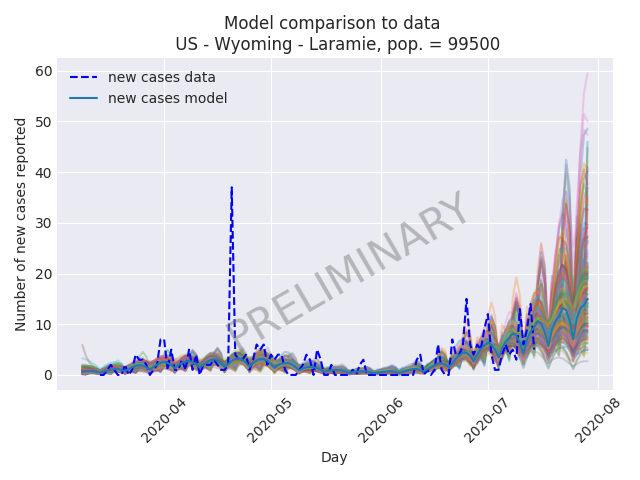 Model comparison to data
US - Wyoming - Laramie, pop. = 99500
new cases data
new cases model
Number of new cases reported
60
50
40
30
20
10
0
PRELIMINARY
2020-04
2020-05
2020-06
2020-07
2020-08
Day